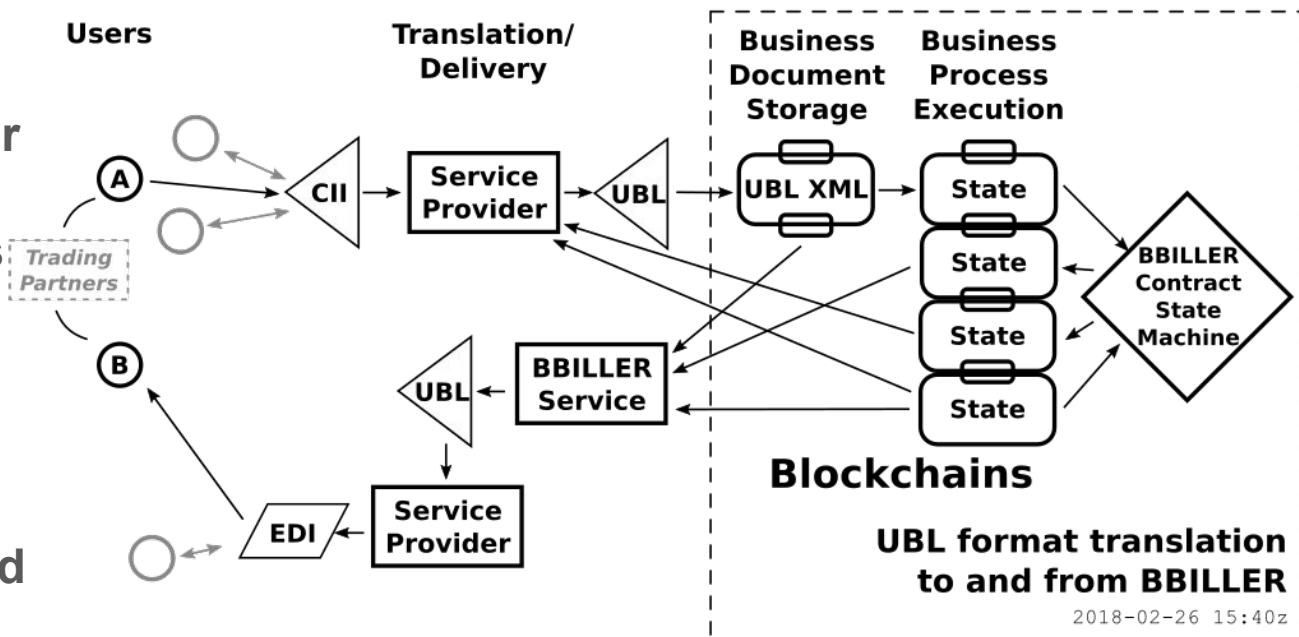 Users
Translation/
Delivery
Business
Document
Storage
Business
Process
Execution
r
A
CII
Service
Provider
UBL
UBL XML
State
s
Trading
Partners
State
BBILLER
Contract
State
Machine
State
B
UBL
BBILLER
Service
State
Blockchains
EDI
Service
Provider
d
UBL format translation
to and from BBILLER
2018-02-26 15:40z